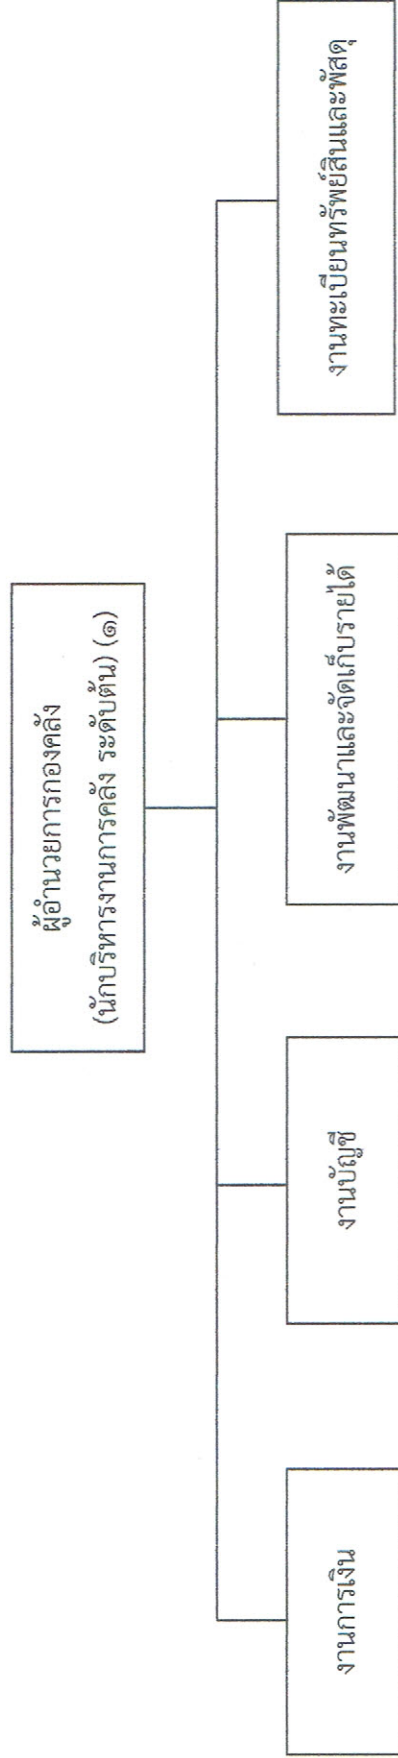 ผู้อำนวยการกองคลัง
(นักบริหารงานการคลัง ระดับต้น) (๑)
งานการเงิน
งานบัญชี
งานพัฒนาและจัดเก็บรายได้
งานทะเบียนทรัพย์สินและพัสดุ